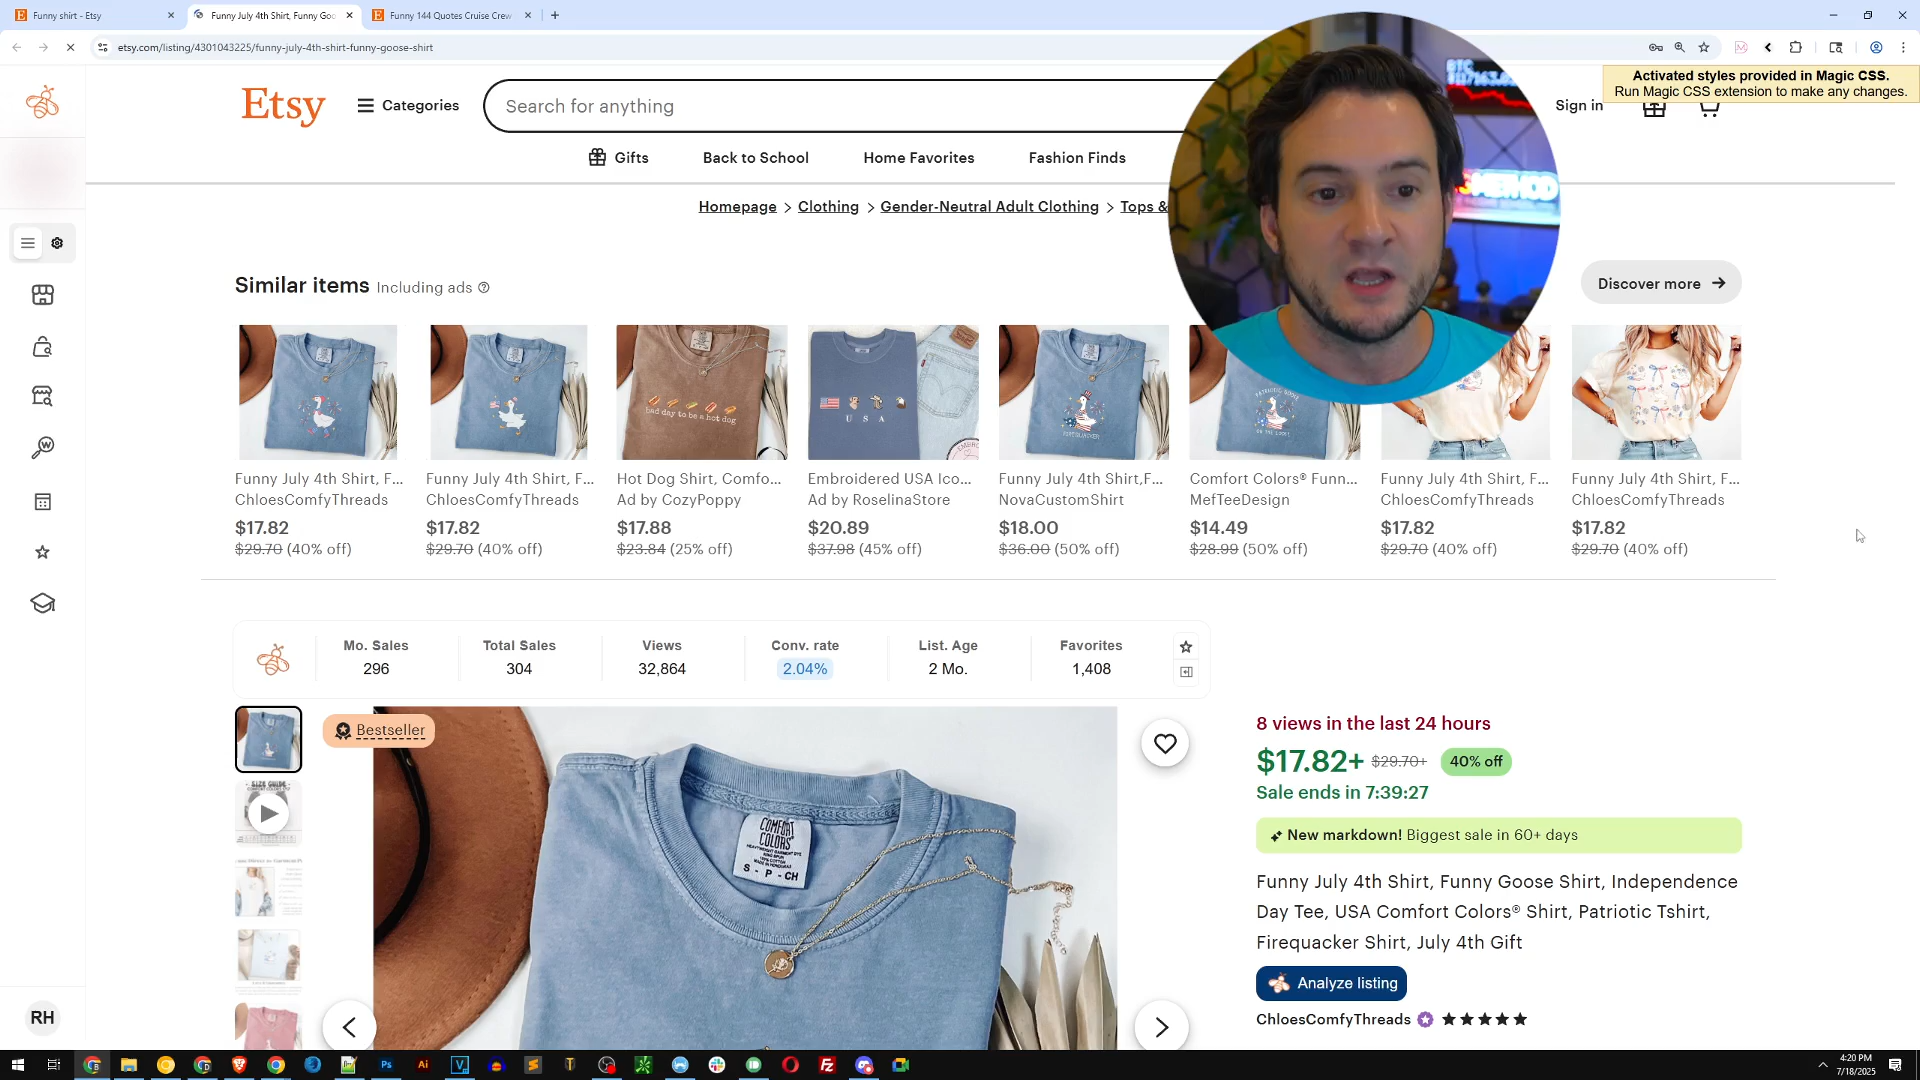 Funny shirt - Etsy
Funny July 4th Shirt, Funny Goo
Funny 144 Quotes Cruise Crew
etsy.com/listing/4301043225/funny-july-4th-shirt-funny-goose-shirt
Activated styles provided in Magic CSS.
Run Magic CSS extension to make any changes.
Etsy
Categories
Search for anything
Sign in
Gifts
Back to School
Home Favorites
Fashion Finds
Homepage > Clothing > Gender-Neutral Adult Clothing > Tops &
Similar items Including ads
Discover more
bad day to be a hot dog
USA
Funny July 4th Shirt, F...
ChloesComfyThreads
$17.82
$29.70 (40% off)
Funny July 4th Shirt, F...
ChloesComfyThreads
$17.82
$29.70 (40% off)
Hot Dog Shirt, Comfo...
Ad by CozyPoppy
$17.88
$23.84 (25% off)
Embroidered USA Ico...
Ad by RoselinaStore
$20.89
$37.98 (45% off)
Funny July 4th Shirt,F...
NovaCustomShirt
$18.00
$36.00 (50% off)
Comfort Colors® Funn...
MefTeeDesign
$14.49
$28.99 (50% off)
Funny July 4th Shirt, F...
ChloesComfyThreads
$17.82
$29.70 (40% off)
Funny July 4th Shirt, F...
ChloesComfyThreads
$17.82
$29.70 (40% off)
Mo. Sales
296
Total Sales
304
Views
32,864
Conv. rate
2.04%
List. Age
2 Mo.
Favorites
1,408
Bestseller
SIZE GUIDE
COMFORT COLORS
S - P - CH
8 views in the last 24 hours
$17.82+ $29.70+ 40% off
Sale ends in 7:39:27
New markdown! Biggest sale in 60+ days
Funny July 4th Shirt, Funny Goose Shirt, Independence
Day Tee, USA Comfort Colors® Shirt, Patriotic Tshirt,
Firequacker Shirt, July 4th Gift
Analyze listing
ChloesComfyThreads
RH
4:20 PM
7/18/2025